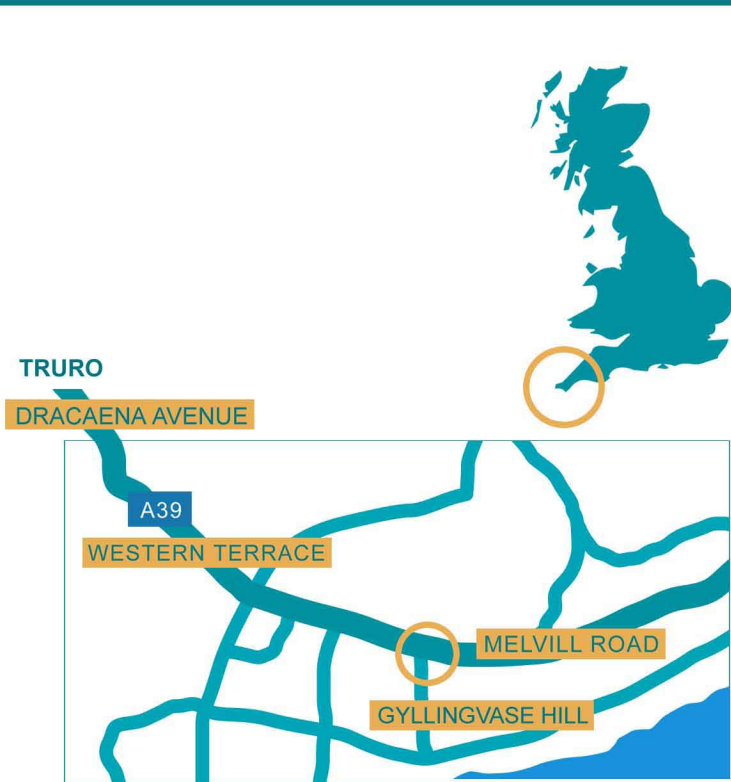 TRURO
DRACAENA AVENUE
A39
WESTERN TERRACE
MELVILL ROAD
GYLLINGVASE HILL